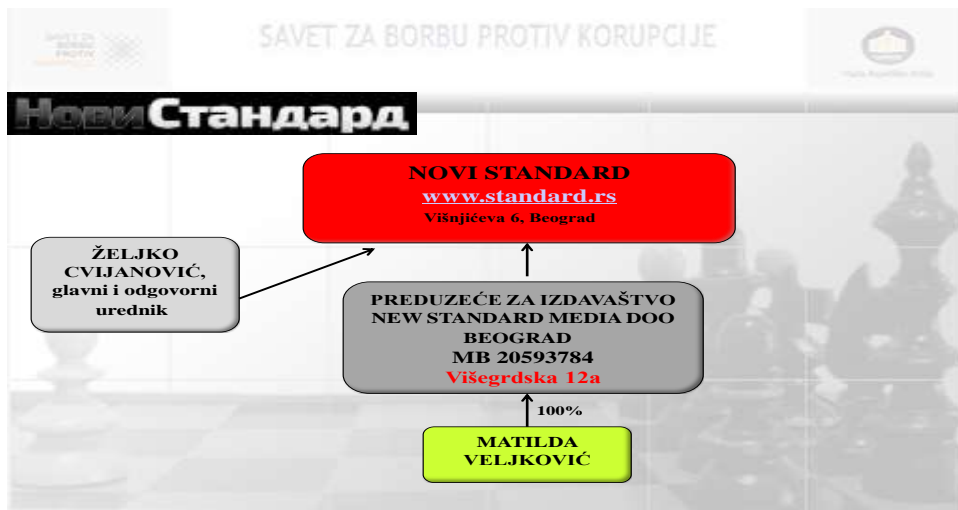 SAVET ZA BORBU PROTIV KORUPCIJE
НовиСтандард
NOVI STANDARD
www.standard.rs
Višnjićeva 6, Beograd
ŽELJKO
CVIJANOVIĆ,
glavni i odgovorni
urednik
PREDUZEĆE ZA IZDAVAŠTVO
NEW STANDARD MEDIA DOO
BEOGRAD
MB 20593784
Višegrdska 12a
100%
MATILDA
VELJKOVIĆ